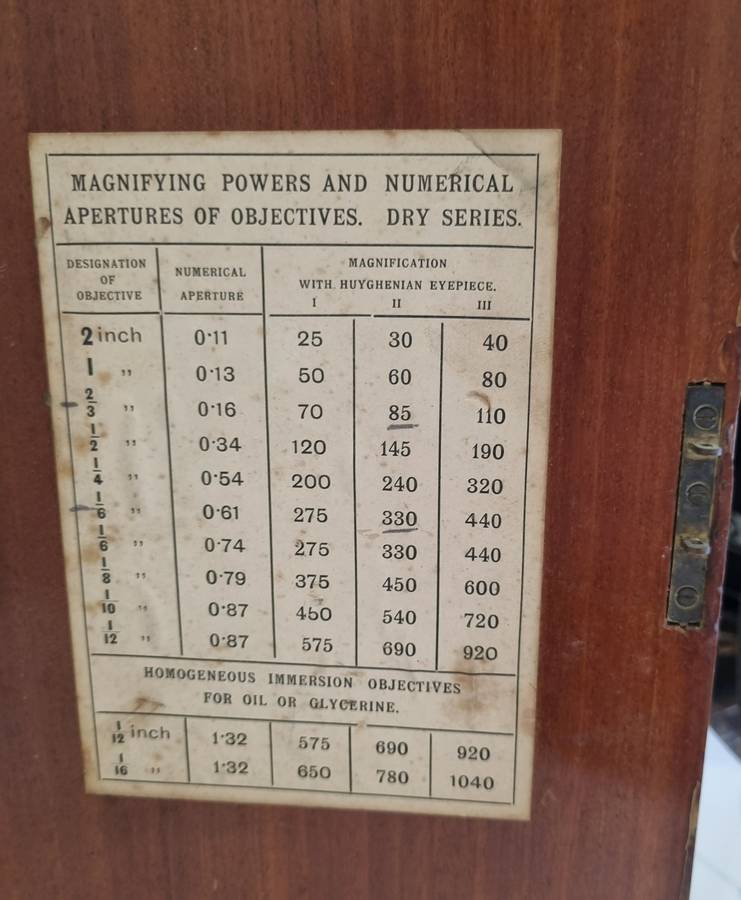 MAGNIFYING POWERS AND NUMERICAL
APERTURES OF OBJECTIVES. DRY SERIES.
DESIGNATION OF OBJECTIVE NUMERICAL APERTURE MAGNIFICATION WITH HUYGHENIAN EYEPIECE.
I II III
2 inch 0·11 25 30 40
1 " 0·13 50 60 80
2/3 " 0·16 70 85 110
1/2 " 0·34 120 145 190
1/4 " 0·54 200 240 320
1/6 " 0·61 275 330 440
1/6 " 0·74 275 330 440
1/8 " 0·79 375 450 600
1/10 " 0·87 450 540 720
1/12 " 0·87 575 690 920
HOMOGENEOUS IMMERSION OBJECTIVES
FOR OIL OR GLYCERINE.
1/12 inch 1·32 575 690 920
1/16 " 1·32 650 780 1040